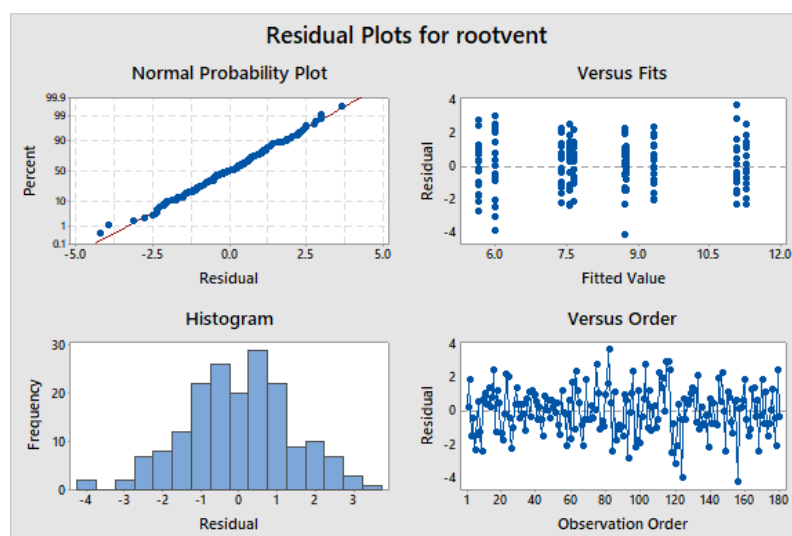 Residual Plots for rootvent
Normal Probability Plot
99.9
99
90
50
10
1
0.1
Percent
-5.0 -2.5 0.0 2.5 5.0
Residual
Versus Fits
4
2
0
-2
-4
Residual
6.0 7.5 9.0 10.5 12.0
Fitted Value
Histogram
30
20
10
0
Frequency
-4 -3 -2 -1 0 1 2 3
Residual
Versus Order
4
2
0
-2
-4
Residual
1 20 40 60 80 100 120 140 160 180
Observation Order